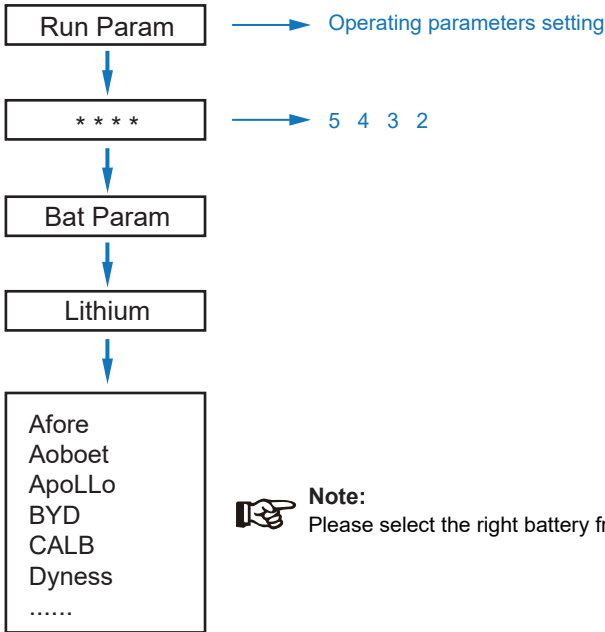 Run Param
Operating parameters setting
* * * *
5 4 3 2
Bat Param
Lithium
Afore
Aoboet
ApoLLo
BYD
CALB
Dyness
......
Note:
Please select the right battery